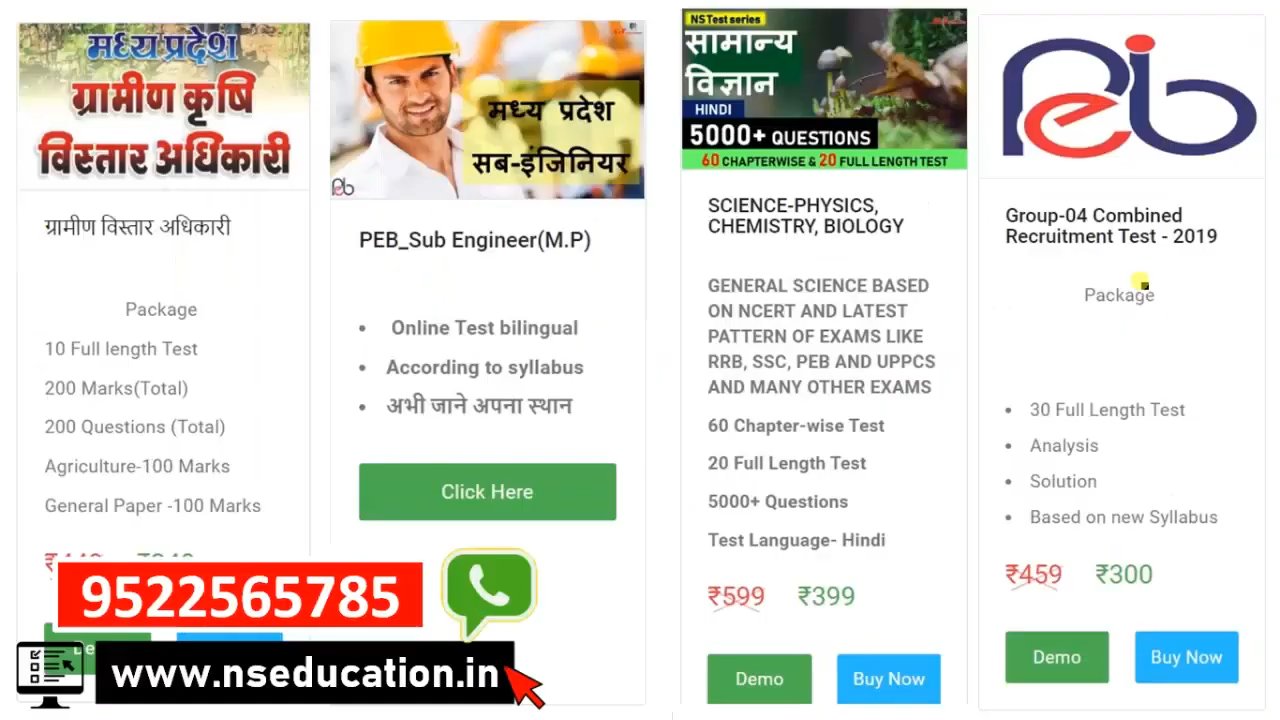 मध्यप्रदेश
ग्रामीण कृषि
विस्तार अधिकारी
ग्रामीण विस्तार अधिकारी
Package
10 Full length Test
200 Marks(Total)
200 Questions (Total)
Agriculture-100 Marks
General Paper -100 Marks
मध्य प्रदेश
सब-इंजिनियर
Peb
PEB_Sub Engineer(M.P)
• Online Test bilingual
• According to syllabus
• अभी जाने अपना स्थान
Click Here
NS Test series
सामान्य
विज्ञान
HINDI
5000+ QUESTIONS
60 CHAPTERWISE & 20 FULL LENGTH TEST
SCIENCE-PHYSICS,
CHEMISTRY, BIOLOGY
GENERAL SCIENCE BASED
ON NCERT AND LATEST
PATTERN OF EXAMS LIKE
RRB, SSC, PEB AND UPPCS
AND MANY OTHER EXAMS
60 Chapter-wise Test
20 Full Length Test
5000+ Questions
Test Language- Hindi
₹599 ₹399
Demo Buy Now
Peb
Group-04 Combined
Recruitment Test - 2019
Package
• 30 Full Length Test
• Analysis
• Solution
• Based on new Syllabus
₹459 ₹300
Demo Buy Now
9522565785
www.nseducation.in